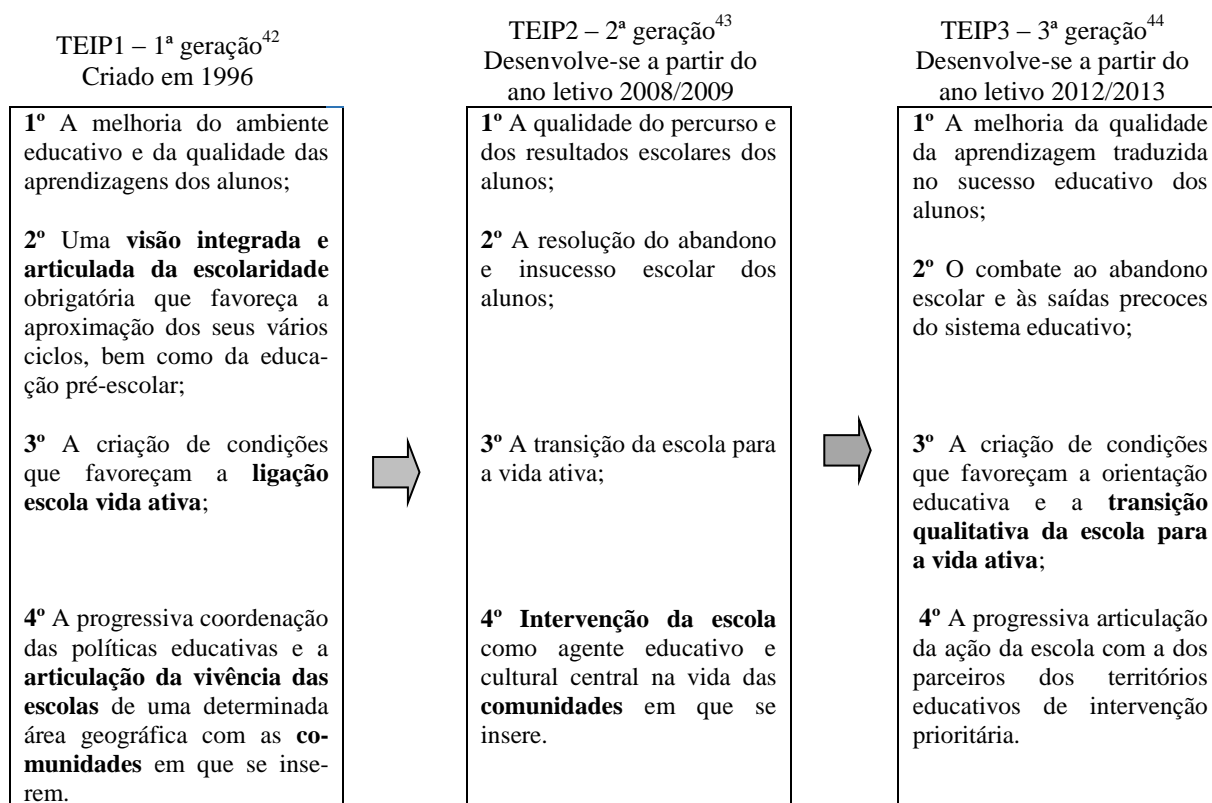 TEIP1 – 1ª geração42
Criado em 1996
1º A melhoria do ambiente
educativo e da qualidade das
aprendizagens dos alunos;
2º Uma visão integrada e
articulada da escolaridade
obrigatória que favoreça a
aproximação dos seus vários
ciclos, bem como da educa-
ção pré-escolar;
3º A criação de condições
que favoreçam a ligação
escola vida ativa;
4º A progressiva coordenação
das políticas educativas e a
articulação da vivência das
escolas de uma determinada
área geográfica com as co-
munidades em que se inse-
rem.
TEIP2 – 2ª geração43
Desenvolve-se a partir do
ano letivo 2008/2009
1º A qualidade do percurso e
dos resultados escolares dos
alunos;
2º A resolução do abandono
e insucesso escolar dos
alunos;
3º A transição da escola para
a vida ativa;
4º Intervenção da escola
como agente educativo e
cultural central na vida das
comunidades em que se
insere.
TEIP3 – 3ª geração44
Desenvolve-se a partir do
ano letivo 2012/2013
1º A melhoria da qualidade
da aprendizagem traduzida
no sucesso educativo dos
alunos;
2º O combate ao abandono
escolar e às saídas precoces
do sistema educativo;
3º A criação de condições
que favoreçam a orientação
educativa e a transição
qualitativa da escola para
a vida ativa;
4º A progressiva articulação
da ação da escola com a dos
parceiros dos territórios
educativos de intervenção
prioritária.